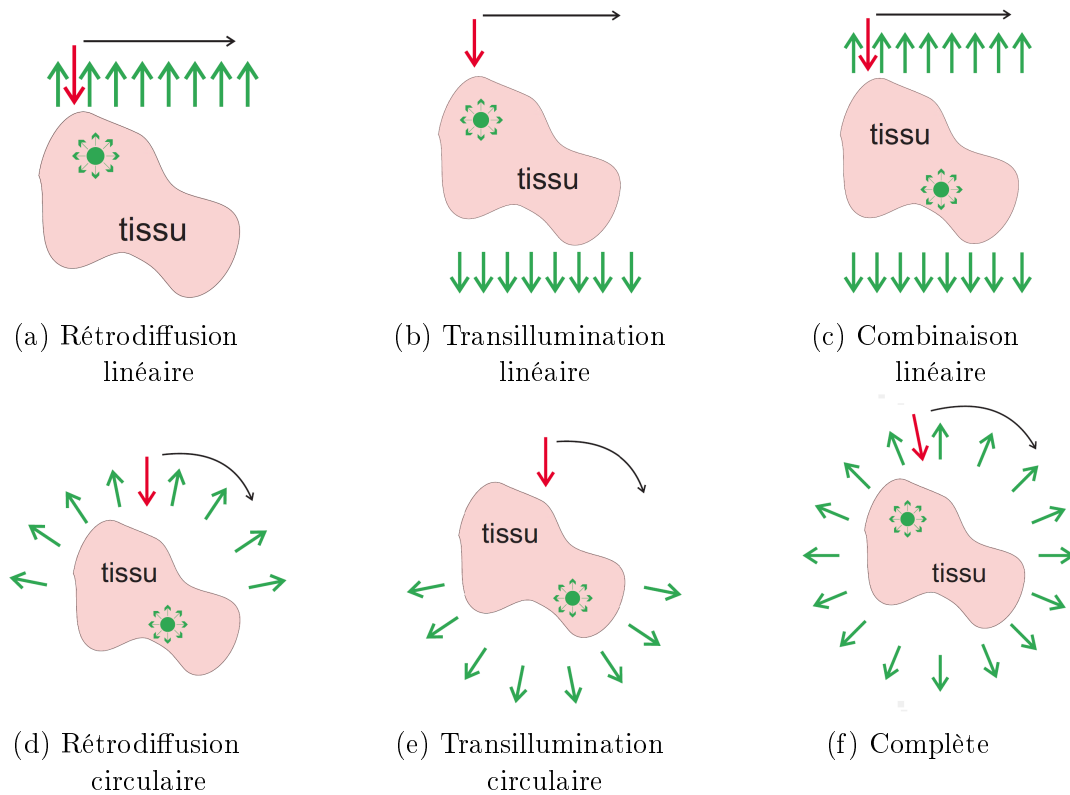 tissu
tissu
tissu
(a) Rétrodiffusion
linéaire
(b) Transillumination
linéaire
(c) Combinaison
linéaire
tissu
tissu
tissu
(d) Rétrodiffusion
circulaire
(e) Transillumination
circulaire
(f) Complète